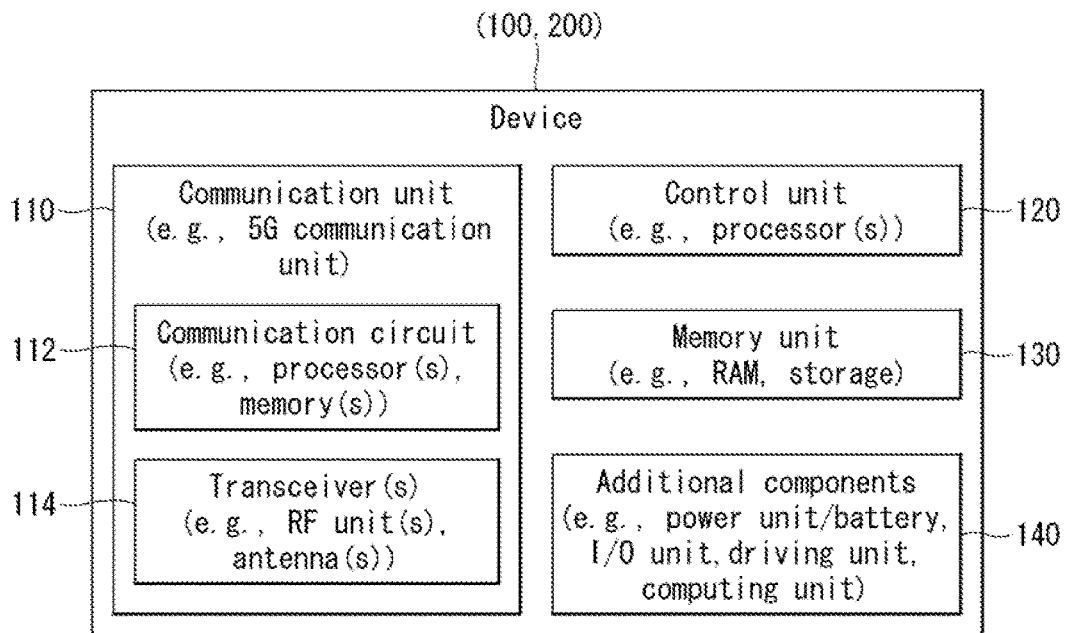 (100, 200)
Device
110
Communication unit
(e.g., 5G communication
unit)
112
Communication circuit
(e.g., processor(s),
memory(s))
114
Transceiver(s)
(e.g., RF unit(s),
antenna(s))
Control unit
(e.g., processor(s))
120
Memory unit
(e.g., RAM, storage)
130
Additional components
(e.g., power unit/battery,
I/O unit, driving unit,
computing unit)
140